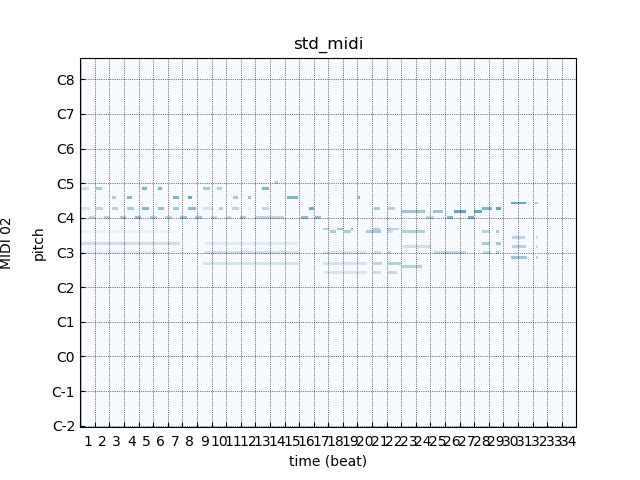 std_midi
MIDI 02
pitch
C8
C7
C6
C5
C4
C3
C2
C1
C0
C-1
C-2
1 2 3 4 5 6 7 8 9 10 11 12 13 14 15 16 17 18 19 20 21 22 23 24 25 26 27 28 29 30 31 32 33 34
time (beat)